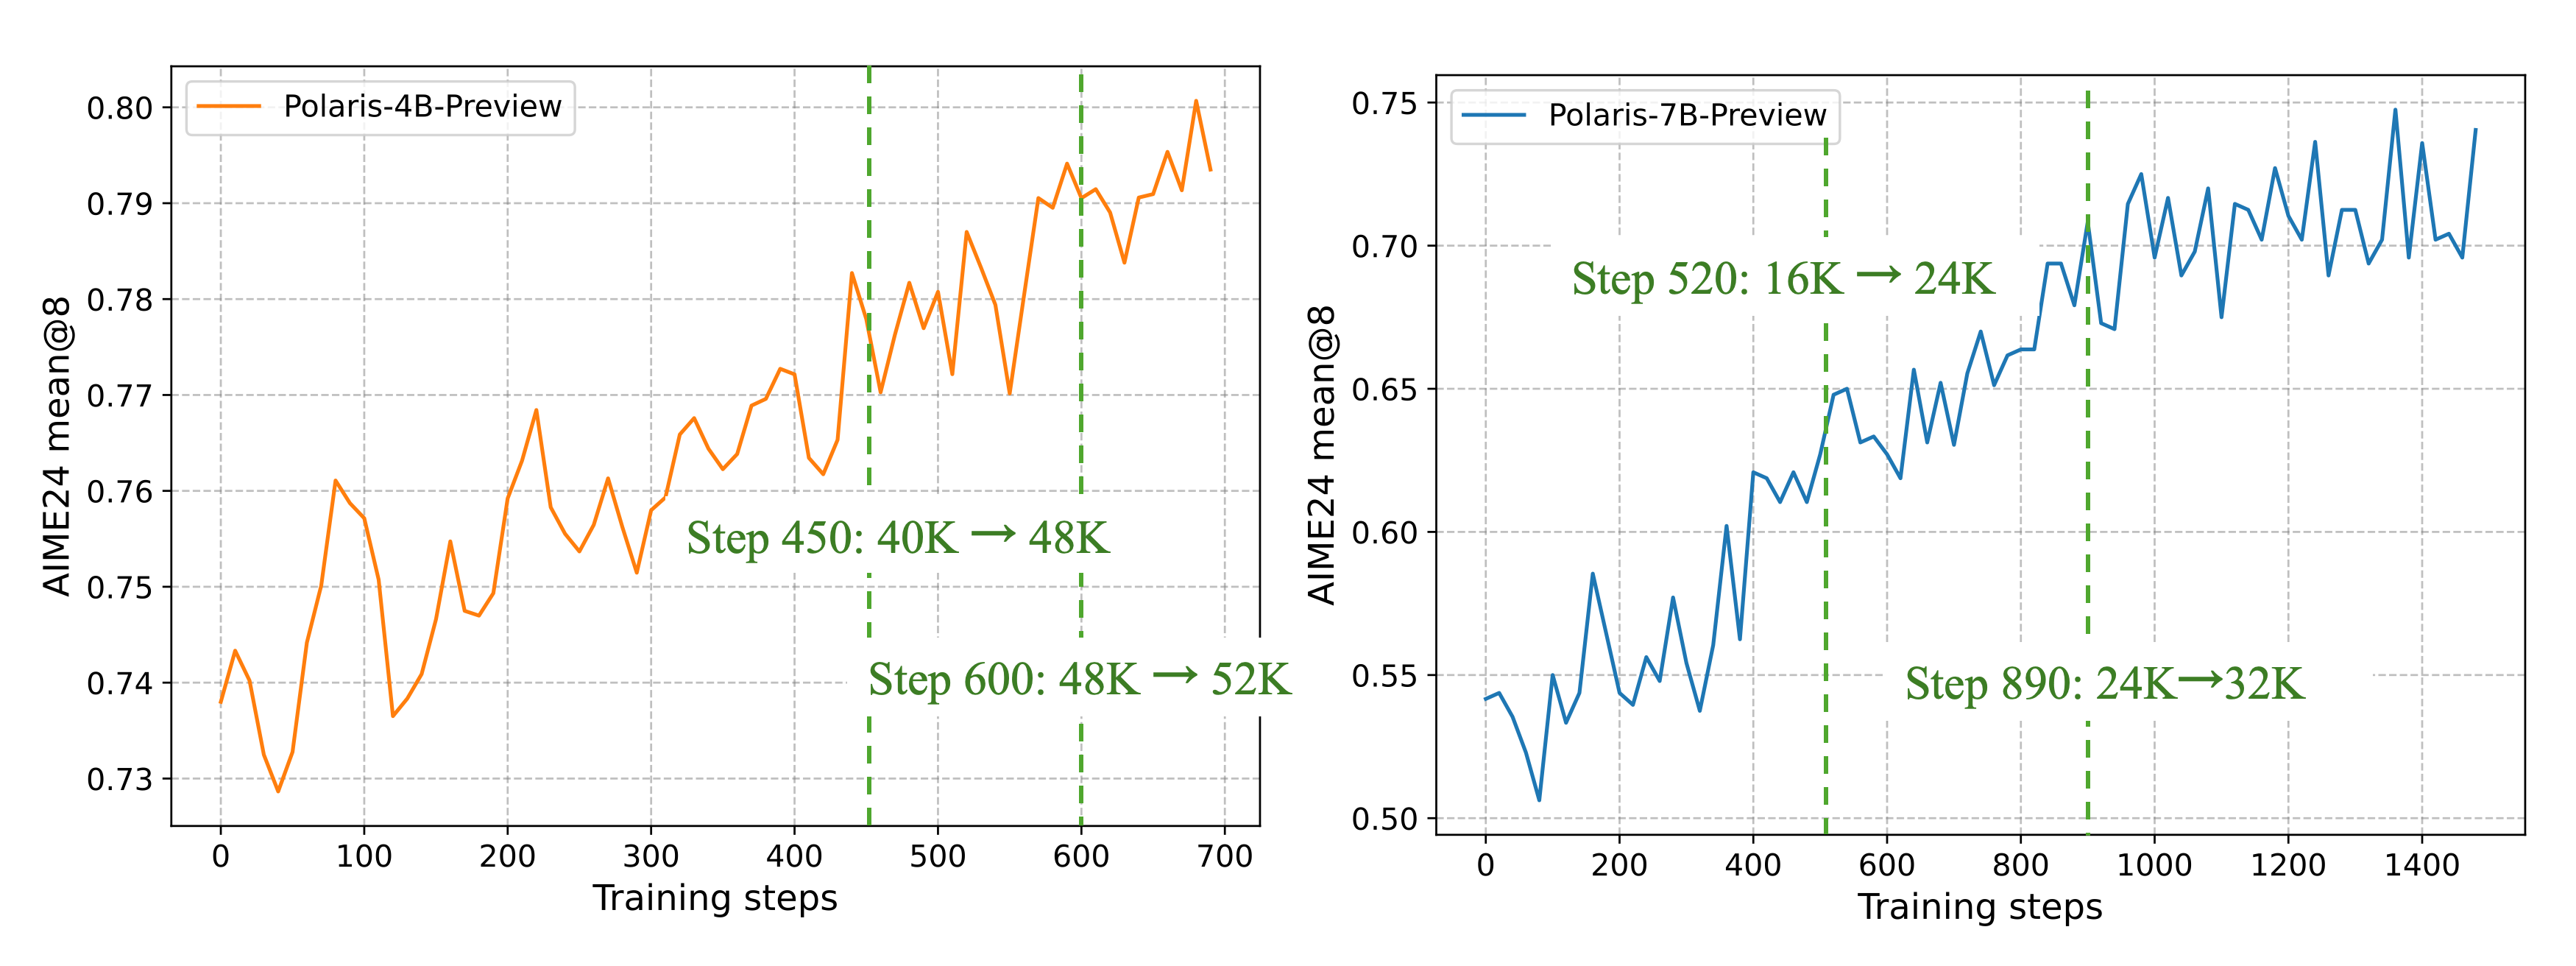 Polaris-4B-Preview
AIME24 mean@8
0.80
0.79
0.78
0.77
0.76
0.75
0.74
0.73
Step 450: 40K → 48K
Step 600: 48K → 52K
0 100 200 300 400 500 600 700
Training steps
Polaris-7B-Preview
AIME24 mean@8
0.75
0.70
0.65
0.60
0.55
0.50
Step 520: 16K → 24K
Step 890: 24K→32K
0 200 400 600 800 1000 1200 1400
Training steps